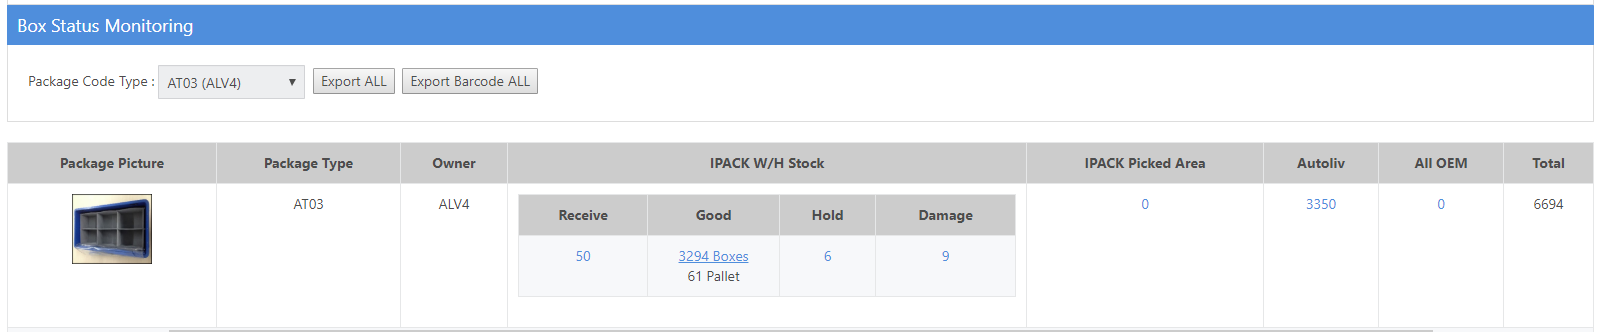 Box Status Monitoring
Package Code Type : AT03 (ALV4) Export ALL Export Barcode ALL
Package Picture Package Type Owner IPACK W/H Stock IPACK Picked Area Autoliv All OEM Total
AT03 ALV4 0 3350 0 6694
Receive Good Hold Damage
50 3294 Boxes 6 9
61 Pallet